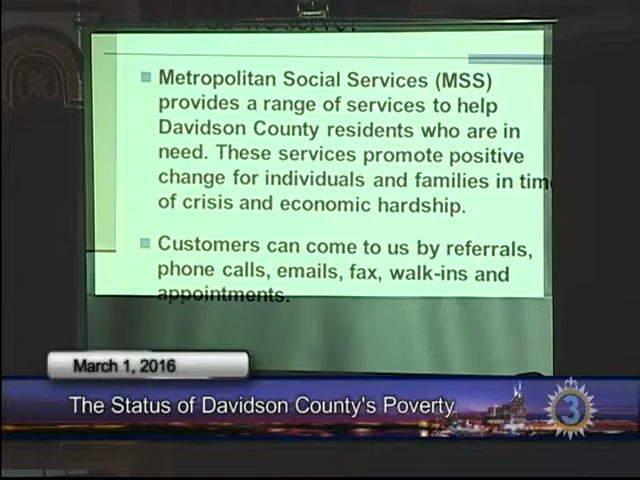 Metropolitan Social Services (MSS)
provides a range of services to help
Davidson County residents who are in
need. These services promote positive
change for individuals and families in tim
of crisis and economic hardship.
Customers can come to us by referrals,
phone calls, emails, fax, walk-ins and
appointments.
March 1, 2016
The Status of Davidson County's Poverty
3